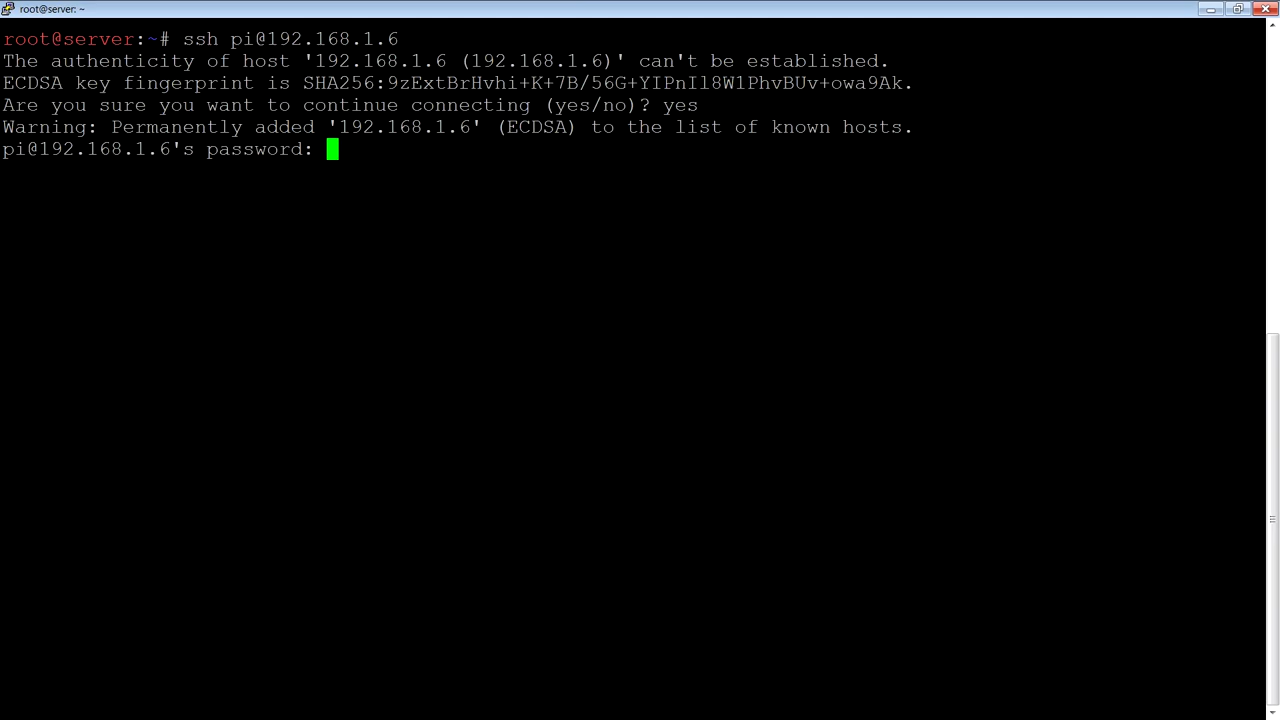 root@server: ~
root@server:~# ssh pi@192.168.1.6
The authenticity of host '192.168.1.6 (192.168.1.6)' can't be established.
ECDSA key fingerprint is SHA256:9zExtBrHvhi+K+7B/56G+YIPnIl8W1PhvBUv+owa9Ak.
Are you sure you want to continue connecting (yes/no)? yes
Warning: Permanently added '192.168.1.6' (ECDSA) to the list of known hosts.
pi@192.168.1.6's password: